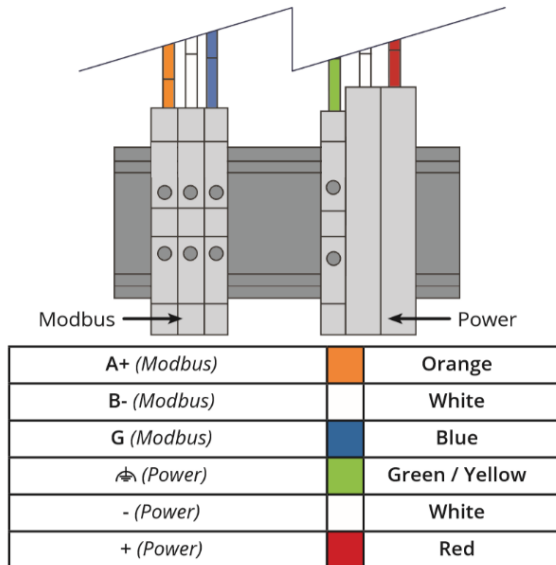 Modbus
Power
A+ (Modbus) Orange
B- (Modbus) White
G (Modbus) Blue
(Power) Green / Yellow
- (Power) White
+ (Power) Red